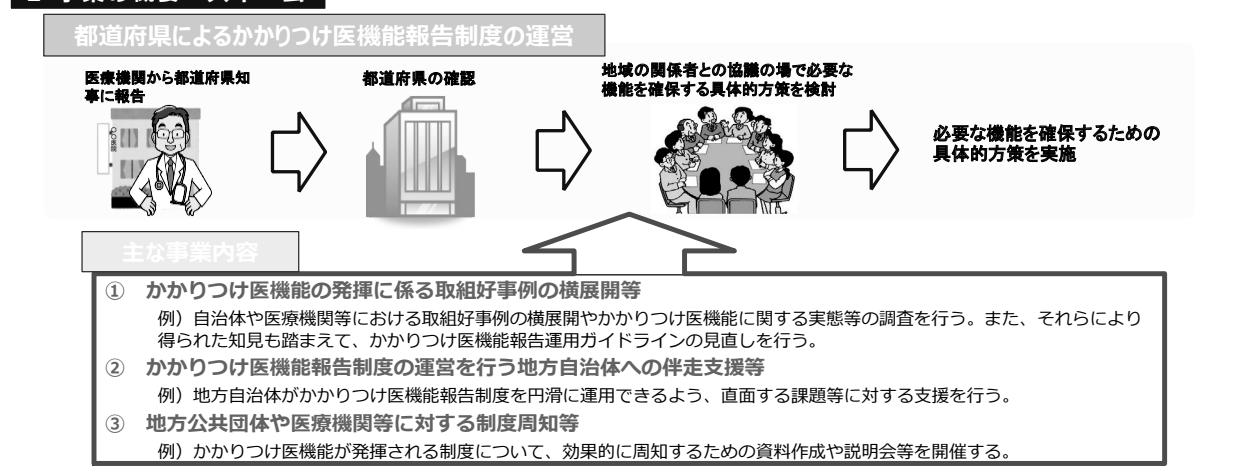 都道府県によるかかりつけ医機能報告制度の運営
医療機関から都道府県知
事に報告
都道府県の確認
地域の関係者との協議の場で必要な
機能を確保する具体的方策を検討
必要な機能を確保するための
具体的方策を実施
主な事業内容
① かかりつけ医機能の発揮に係る取組好事例の横展開等
例）自治体や医療機関等における取組好事例の横展開やかかりつけ医機能に関する実態等の調査を行う。また、それらにより
得られた知見も踏まえて、かかりつけ医機能報告運用ガイドラインの見直しを行う。
② かかりつけ医機能報告制度の運営を行う地方自治体への伴走支援等
例）地方自治体がかかりつけ医機能報告制度を円滑に運用できるよう、直面する課題等に対する支援を行う。
③ 地方公共団体や医療機関等に対する制度周知等
例）かかりつけ医機能が発揮される制度について、効果的に周知するための資料作成や説明会等を開催する。